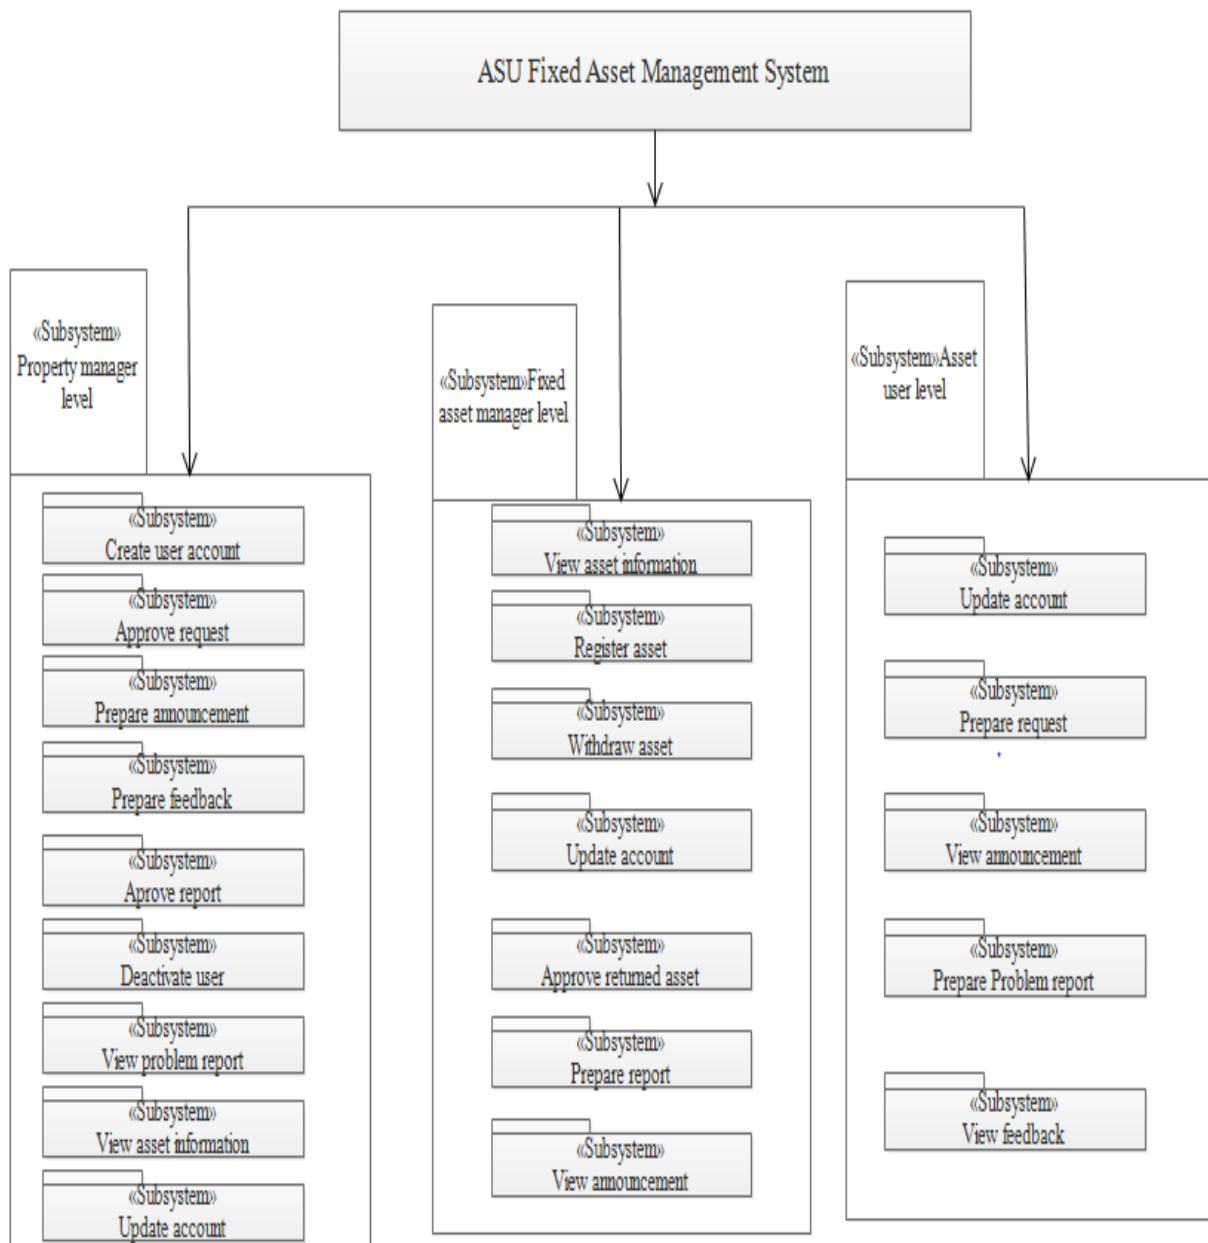 ASU Fixed Asset Management System
«Subsystem»
Property manager
level
«Subsystem»
Create user account
«Subsystem»
Approve request
«Subsystem»
Prepare announcement
«Subsystem»
Prepare feedback
«Subsystem»
Aprove report
«Subsystem»
Deactivate user
«Subsystem»
View problem report
«Subsystem»
View asset information
«Subsystem»
Update account
«Subsystem»Fixed
asset manager level
«Subsystem»
View asset information
«Subsystem»
Register asset
«Subsystem»
Withdraw asset
«Subsystem»
Update account
«Subsystem»
Approve returned asset
«Subsystem»
Prepare report
«Subsystem»
View announcement
«Subsystem»Asset
user level
«Subsystem»
Update account
«Subsystem»
Prepare request
«Subsystem»
View announcement
«Subsystem»
Prepare Problem report
«Subsystem»
View feedback